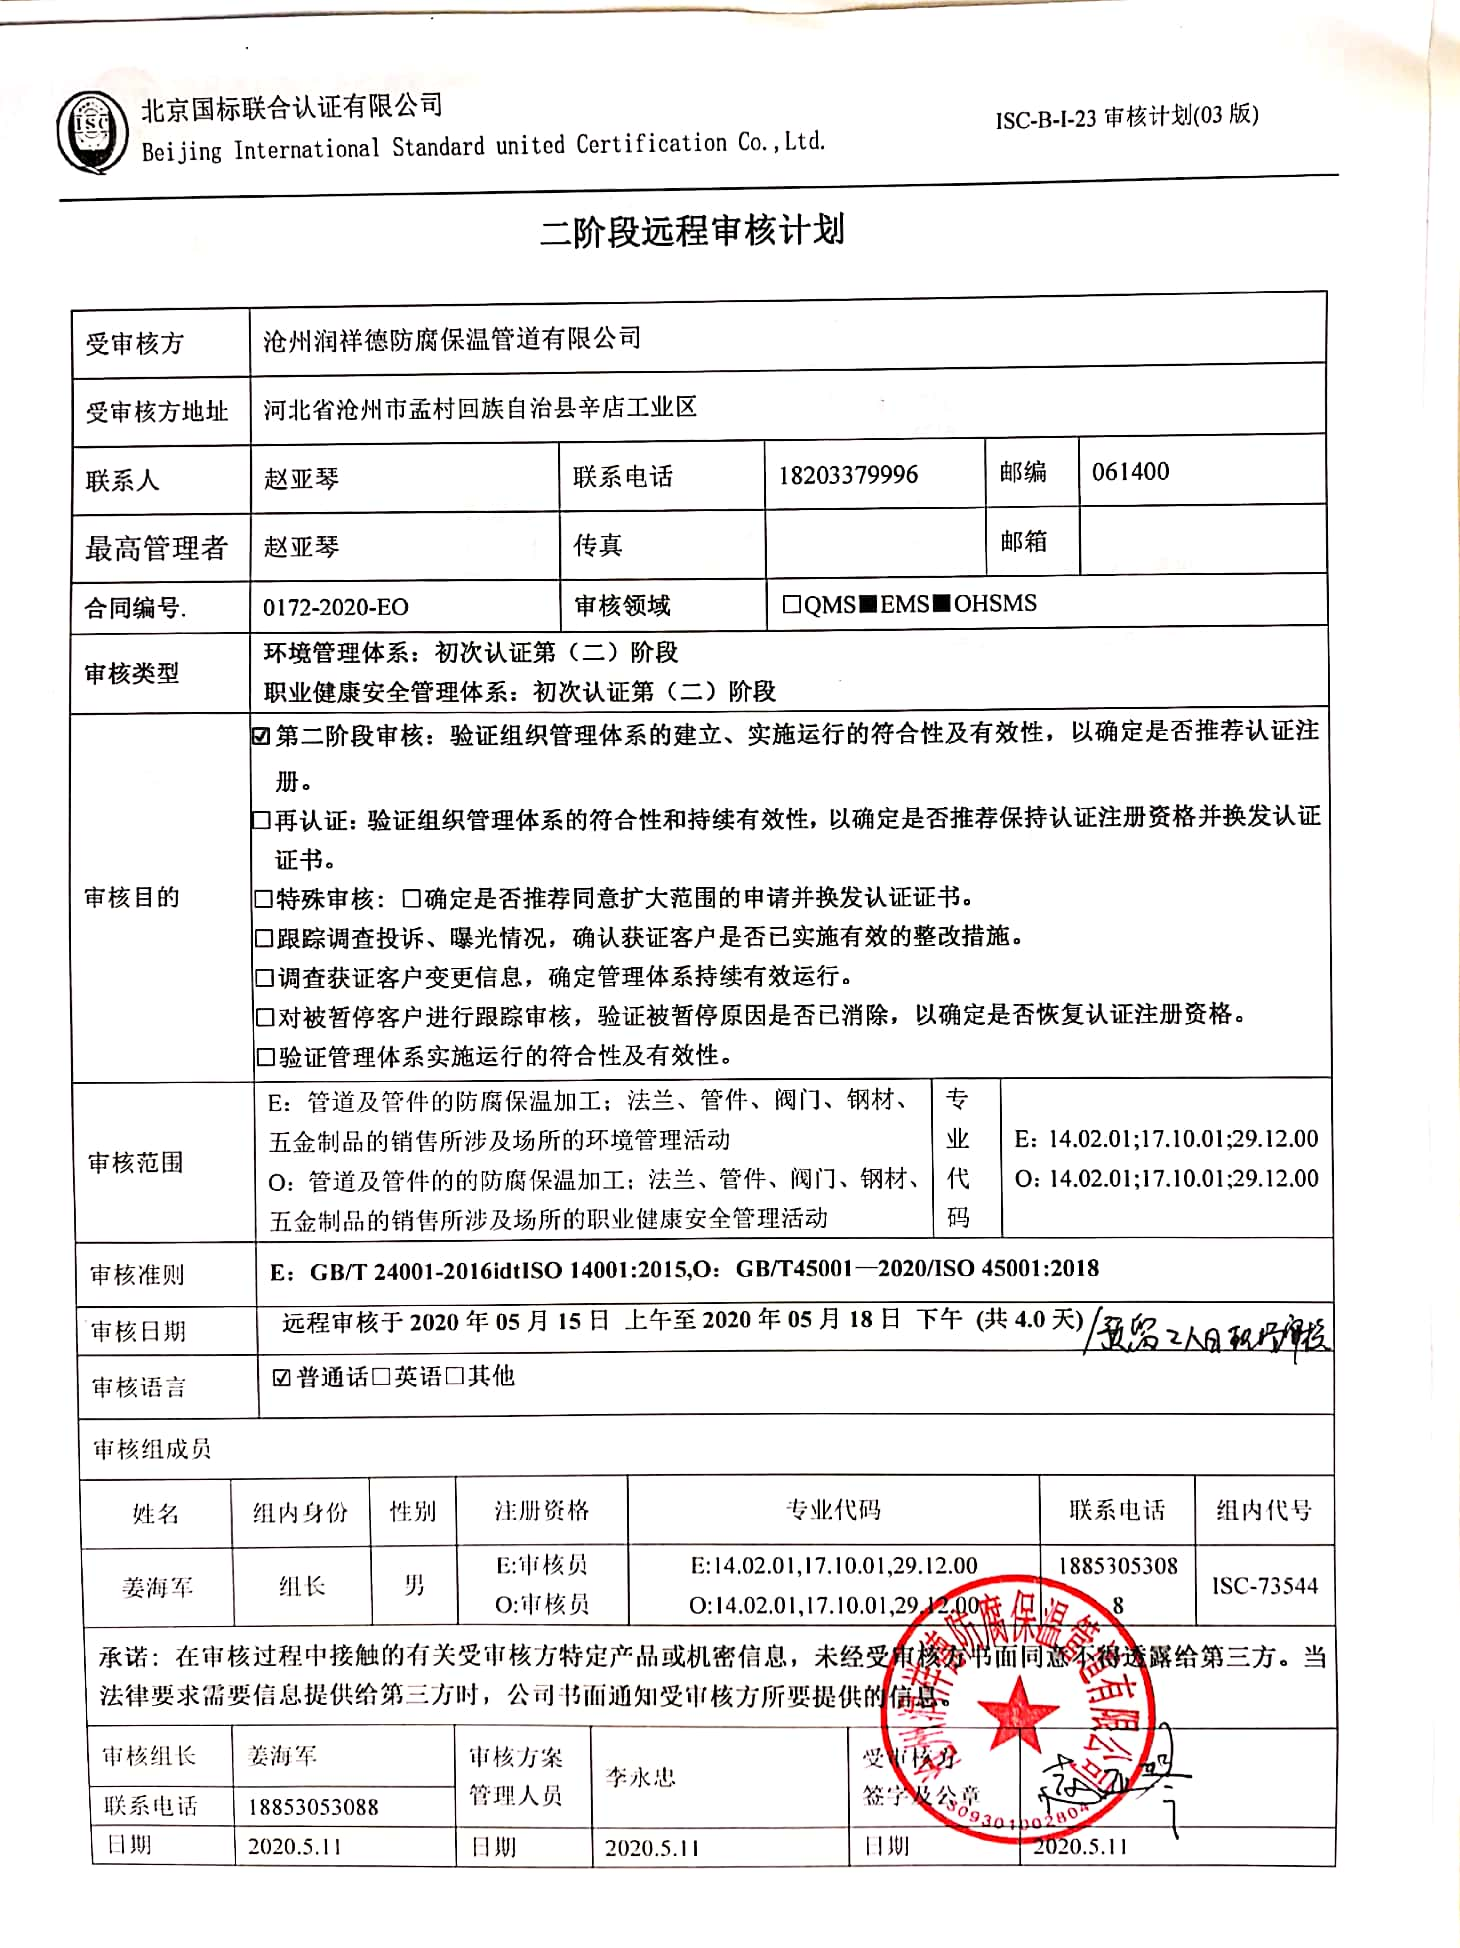 北京国标联合认证有限公司
Beijing International Standard united Certification Co.,Ltd.
ISC-B-I-23 审核计划(03 版)
ISC
二阶段远程审核计划
受审核方 沧州润祥德防腐保温管道有限公司
受审核方地址 河北省沧州市孟村回族自治县辛店工业区
联系人 赵亚琴 联系电话 18203379996 邮编 061400
最高管理者 赵亚琴 传真 邮箱
合同编号. 0172-2020-EO 审核领域 □QMS■EMS■OHSMS
审核类型
环境管理体系：初次认证第（二）阶段
职业健康安全管理体系：初次认证第（二）阶段
审核目的
☑第二阶段审核：验证组织管理体系的建立、实施运行的符合性及有效性，以确定是否推荐认证注
册。
□再认证：验证组织管理体系的符合性和持续有效性，以确定是否推荐保持认证注册资格并换发认证
证书。
□特殊审核：□确定是否推荐同意扩大范围的申请并换发认证证书。
□跟踪调查投诉、曝光情况，确认获证客户是否已实施有效的整改措施。
□调查获证客户变更信息，确定管理体系持续有效运行。
□对被暂停客户进行跟踪审核，验证被暂停原因是否已消除，以确定是否恢复认证注册资格。
□验证管理体系实施运行的符合性及有效性。
审核范围
E：管道及管件的防腐保温加工；法兰、管件、阀门、钢材、
五金制品的销售所涉及场所的环境管理活动
O：管道及管件的的防腐保温加工；法兰、管件、阀门、钢材、
五金制品的销售所涉及场所的职业健康安全管理活动
专
业
代
码
E：14.02.01;17.10.01;29.12.00
O：14.02.01;17.10.01;29.12.00
审核准则 E：GB/T 24001-2016idtISO 14001:2015,O：GB/T45001—2020/ISO 45001:2018
审核日期 远程审核于 2020 年 05 月 15 日 上午至 2020 年 05 月 18 日 下午 (共 4.0 天)/预留2人日现场审核
审核语言 ☑普通话□英语□其他
审核组成员
姓名 组内身份 性别 注册资格 专业代码 联系电话 组内代号
姜海军 组长 男
E:审核员
O:审核员
E:14.02.01,17.10.01,29.12.00
O:14.02.01,17.10.01,29.12.00
1885305308
8
ISC-73544
承诺：在审核过程中接触的有关受审核方特定产品或机密信息，未经受审核方书面同意不得透露给第三方。当
法律要求需要信息提供给第三方时，公司书面通知受审核方所要提供的信息。
审核组长 姜海军
审核方案
管理人员
李永忠
受审核方
签字及公章
赵亚琴
联系电话 18853053088
日期 2020.5.11 日期 2020.5.11 日期 2020.5.11
沧州润祥德防腐保温管道有限公司